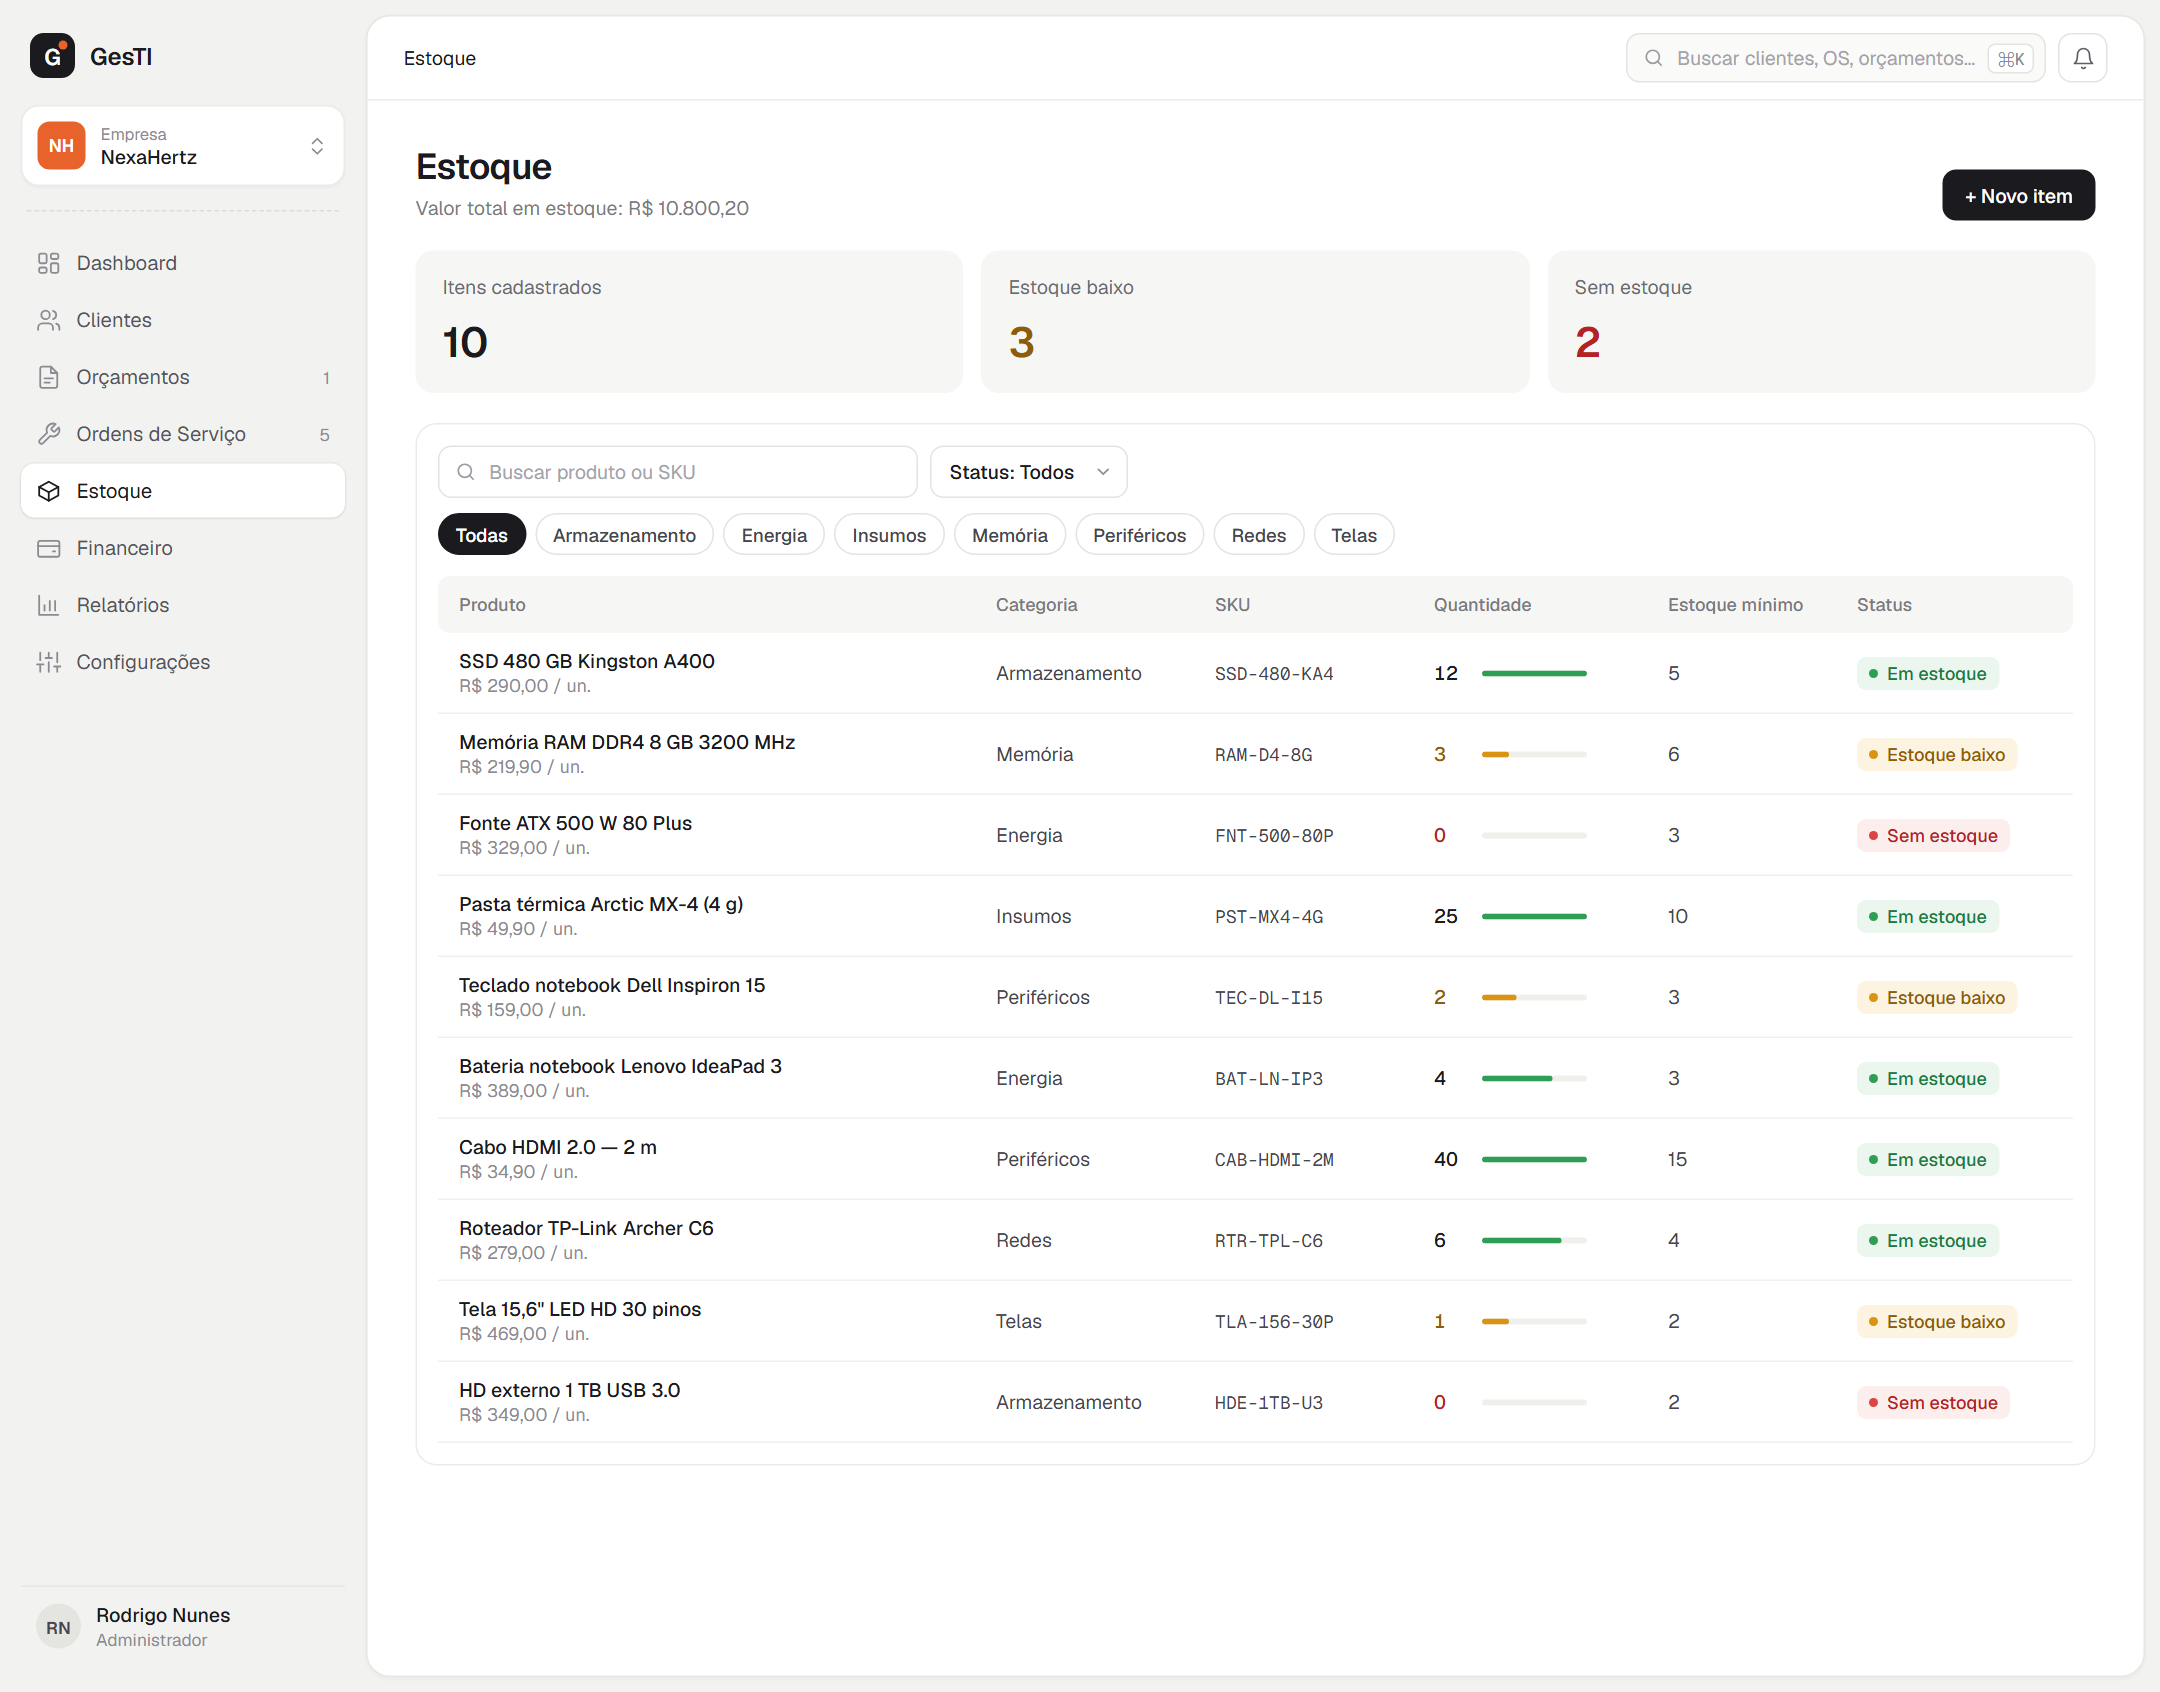 GesTI
NH
Empresa
NexaHertz
Dashboard
Clientes
Orçamentos 1
Ordens de Serviço 5
Estoque
Financeiro
Relatórios
Configurações
RN
Rodrigo Nunes
Administrador
Estoque
Buscar clientes, OS, orçamentos... ⌘K
Estoque
Valor total em estoque: R$ 10.800,20
+ Novo item
Itens cadastrados
10
Estoque baixo
3
Sem estoque
2
Buscar produto ou SKU
Status: Todos
Todas Armazenamento Energia Insumos Memória Periféricos Redes Telas
Produto Categoria SKU Quantidade Estoque mínimo Status
SSD 480 GB Kingston A400
R$ 290,00 / un.
Armazenamento SSD-480-KA4 12 5 Em estoque
Memória RAM DDR4 8 GB 3200 MHz
R$ 219,90 / un.
Memória RAM-D4-8G 3 6 Estoque baixo
Fonte ATX 500 W 80 Plus
R$ 329,00 / un.
Energia FNT-500-80P 0 3 Sem estoque
Pasta térmica Arctic MX-4 (4 g)
R$ 49,90 / un.
Insumos PST-MX4-4G 25 10 Em estoque
Teclado notebook Dell Inspiron 15
R$ 159,00 / un.
Periféricos TEC-DL-I15 2 3 Estoque baixo
Bateria notebook Lenovo IdeaPad 3
R$ 389,00 / un.
Energia BAT-LN-IP3 4 3 Em estoque
Cabo HDMI 2.0 — 2 m
R$ 34,90 / un.
Periféricos CAB-HDMI-2M 40 15 Em estoque
Roteador TP-Link Archer C6
R$ 279,00 / un.
Redes RTR-TPL-C6 6 4 Em estoque
Tela 15,6" LED HD 30 pinos
R$ 469,00 / un.
Telas TLA-156-30P 1 2 Estoque baixo
HD externo 1 TB USB 3.0
R$ 349,00 / un.
Armazenamento HDE-1TB-U3 0 2 Sem estoque